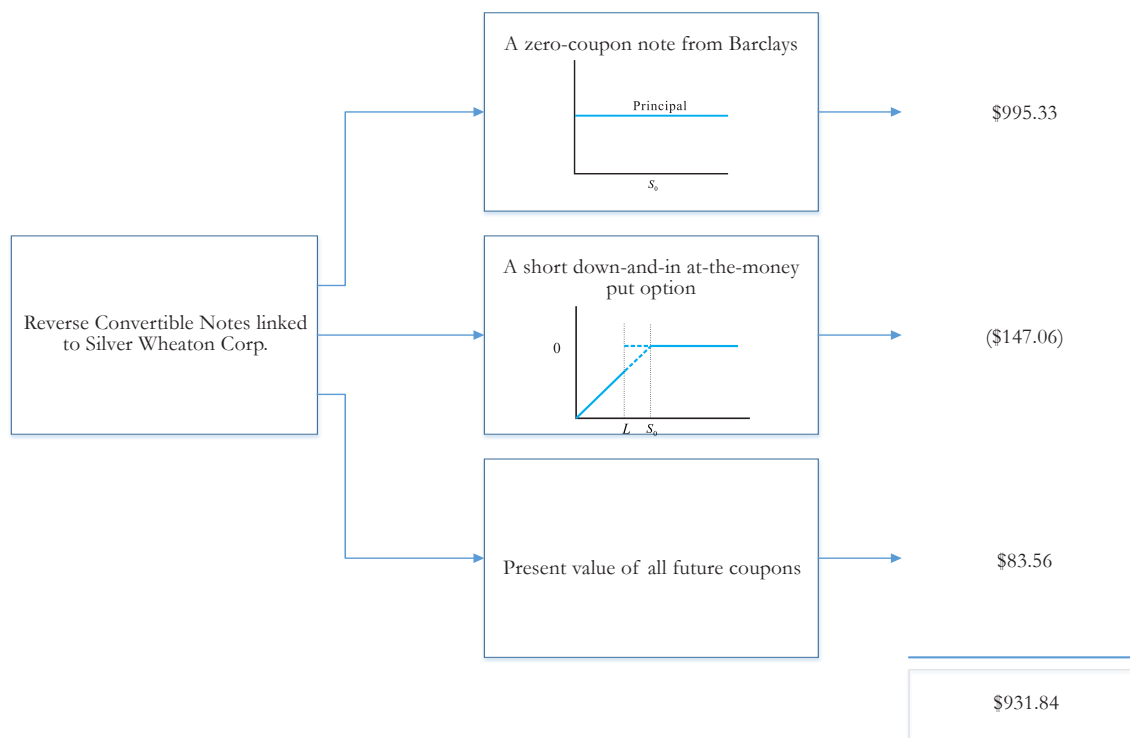 A zero-coupon note from Barclays
Principal
S₀
$995.33
Reverse Convertible Notes linked
to Silver Wheaton Corp.
A short down-and-in at-the-money
put option
0
L S₀
($147.06)
Present value of all future coupons
$83.56
$931.84